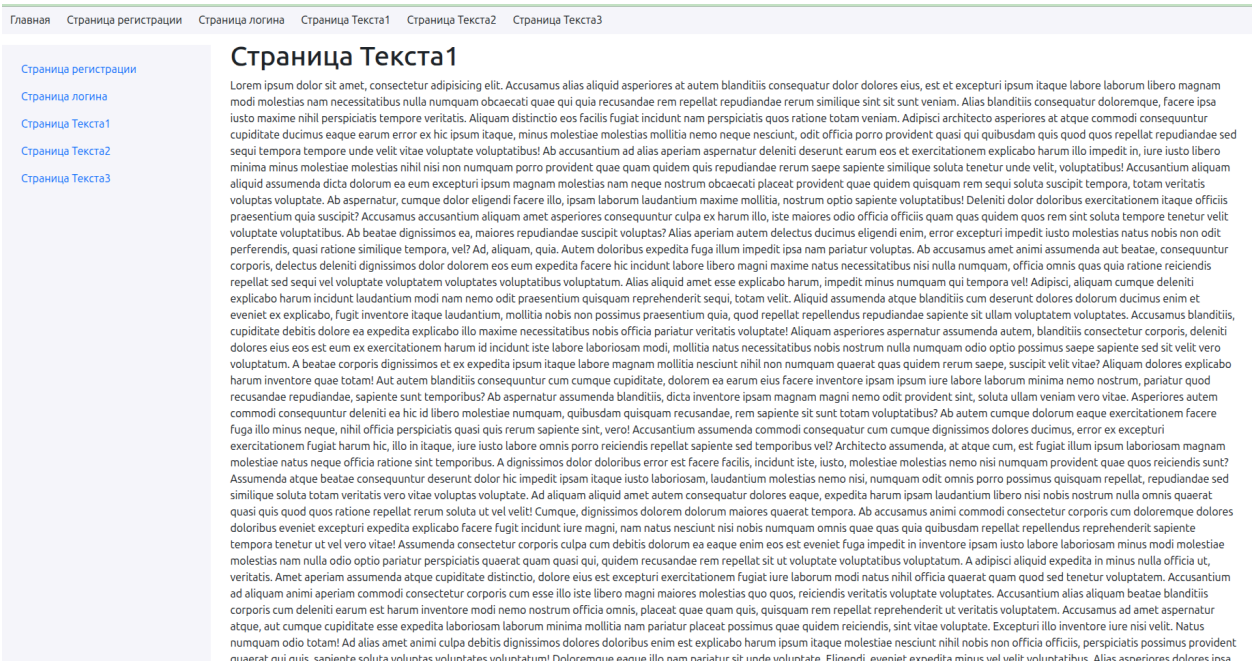 Главная Страница регистрации Страница логина Страница Текста1 Страница Текста2 Страница Текста3
Страница регистрации
Страница логина
Страница Текста1
Страница Текста2
Страница Текста3
Страница Текста1
Lorem ipsum dolor sit amet, consectetur adipisicing elit. Accusamus alias aliquid asperiores at autem blanditiis consequatur dolor dolores eius, est et excepturi ipsum itaque labore laborum libero magnam
modi molestias nam necessitatibus nulla numquam obcaecati quae qui quia recusandae rem repellat repudiandae rerum similique sint sit sunt veniam. Alias blanditiis consequatur doloremque, facere ipsa
iusto maxime nihil perspiciatis tempore veritatis. Aliquam distinctio eos facilis fugiat incidunt nam perspiciatis quos ratione totam veniam. Adipisci architecto asperiores at atque commodi consequuntur
cupiditate ducimus eaque earum error ex hic ipsum itaque, minus molestiae molestias mollitia nemo neque nesciunt, odit officia porro provident quasi qui quibusdam quis quod quos repellat repudiandae sed
sequi tempora tempore unde velit vitae voluptate voluptatibus! Ab accusantium ad alias aperiam aspernatur deleniti deserunt earum eos et exercitationem explicabo harum illo impedit in, iure iusto libero
minima minus molestiae molestias nihil nisi non numquam porro provident quae quam quidem quis repudiandae rerum saepe sapiente similique soluta tenetur unde velit, voluptatibus! Accusantium aliquam
aliquid assumenda dicta dolorum ea eum excepturi ipsum magnam molestias nam neque nostrum obcaecati placeat provident quae quidem quisquam rem sequi soluta suscipit tempora, totam veritatis
voluptas voluptate. Ab aspernatur, cumque dolor eligendi facere illo, ipsam laborum laudantium maxime mollitia, nostrum optio sapiente voluptatibus! Deleniti dolor doloribus exercitationem itaque officiis
praesentium quia suscipit? Accusamus accusantium aliquam amet asperiores consequuntur culpa ex harum illo, iste maiores odio officia officiis quam quas quidem quos rem sint soluta tempore tenetur velit
voluptate voluptatibus. Ab beatae dignissimos ea, maiores repudiandae suscipit voluptas? Alias aperiam autem delectus ducimus eligendi enim, error excepturi impedit iusto molestias natus nobis non odit
perferendis, quasi ratione similique tempora, vel? Ad, aliquam, quia. Autem doloribus expedita fuga illum impedit ipsa nam pariatur voluptas. Ab accusamus amet animi assumenda aut beatae, consequuntur
corporis, delectus deleniti dignissimos dolor dolorem eos eum expedita facere hic incidunt labore libero magni maxime natus necessitatibus nisi nulla numquam, officia omnis quas quia ratione reiciendis
repellat sed sequi vel voluptate voluptatem voluptates voluptatibus voluptatum. Alias aliquid amet esse explicabo harum, impedit minus numquam qui tempora vel! Adipisci, aliquam cumque deleniti
explicabo harum incidunt laudantium modi nam nemo odit praesentium quisquam reprehenderit sequi, totam velit. Aliquid assumenda atque blanditiis cum deserunt dolores dolorum ducimus enim et
eveniet ex explicabo, fugit inventore itaque laudantium, mollitia nobis non possimus praesentium quia, quod repellat repellendus repudiandae sapiente sit ullam voluptatem voluptates. Accusamus blanditiis,
cupiditate debitis dolore ea expedita explicabo illo maxime necessitatibus nobis officia pariatur veritatis voluptate! Aliquam asperiores aspernatur assumenda autem, blanditiis consectetur corporis, deleniti
dolores eius eos est eum ex exercitationem harum id incidunt iste labore laboriosam modi, mollitia natus necessitatibus nobis nostrum nulla numquam odio optio possimus saepe sapiente sed sit velit vero
voluptatum. A beatae corporis dignissimos et ex expedita ipsum itaque labore magnam mollitia nesciunt nihil non numquam quaerat quas quidem rerum saepe, suscipit velit vitae? Aliquam dolores explicabo
harum inventore quae totam! Aut autem blanditiis consequuntur cum cumque cupiditate, dolorem ea earum eius facere inventore ipsam ipsum iure labore laborum minima nemo nostrum, pariatur quod
recusandae repudiandae, sapiente sunt temporibus? Ab aspernatur assumenda blanditiis, dicta inventore ipsam magnam magni nemo odit provident sint, soluta ullam veniam vero vitae. Asperiores autem
commodi consequuntur deleniti ea hic id libero molestiae numquam, quibusdam quisquam recusandae, rem sapiente sit sunt totam voluptatibus? Ab autem cumque dolorum eaque exercitationem facere
fuga illo minus neque, nihil officia perspiciatis quasi quis rerum sapiente sint, vero! Accusantium assumenda commodi consequatur cum cumque dignissimos dolores ducimus, error ex excepturi
exercitationem fugiat harum hic, illo in itaque, iure iusto labore omnis porro reiciendis repellat sapiente sed temporibus vel? Architecto assumenda, at atque cum, est fugiat illum ipsum laboriosam magnam
molestiae natus neque officia ratione sint temporibus. A dignissimos dolor doloribus error est facere facilis, incidunt iste, iusto, molestiae molestias nemo nisi numquam provident quae quos reiciendis sunt?
Assumenda atque beatae consequuntur deserunt dolor hic impedit ipsam itaque iusto laboriosam, laudantium molestias nemo nisi, numquam odit omnis porro possimus quisquam repellat, repudiandae sed
similique soluta totam veritatis vero vitae voluptas voluptate. Ad aliquam aliquid amet autem consequatur dolores eaque, expedita harum ipsam laudantium libero nisi nobis nostrum nulla omnis quaerat
quasi quis quod quos ratione repellat rerum soluta ut vel velit! Cumque, dignissimos dolorem dolorum maiores quaerat tempora. Ab accusamus animi commodi consectetur corporis cum doloremque dolores
doloribus eveniet excepturi expedita explicabo facere fugit incidunt iure magni, nam natus nesciunt nisi nobis numquam omnis quae quas quia quibusdam repellat repellendus reprehenderit sapiente
tempora tenetur ut vel vero vitae! Assumenda consectetur corporis culpa cum debitis dolorum ea eaque enim eos est eveniet fuga impedit in inventore ipsam iusto labore laboriosam minus modi molestiae
molestias nam nulla odio optio pariatur perspiciatis quaerat quam quasi qui, quidem recusandae rem repellat sit ut voluptate voluptatibus voluptatum. A adipisci aliquid expedita in minus nulla officia ut,
veritatis. Amet aperiam assumenda atque cupiditate distinctio, dolore eius est excepturi exercitationem fugiat iure laborum modi natus nihil officia quaerat quam quod sed tenetur voluptatem. Accusantium
ad aliquam animi aperiam commodi consectetur corporis cum esse illo iste libero magni maiores molestias quo quos, reiciendis veritatis voluptate voluptates. Accusantium alias aliquam beatae blanditiis
corporis cum deleniti earum est harum inventore modi nemo nostrum officia omnis, placeat quae quam quis, quisquam rem repellat reprehenderit ut veritatis voluptatem. Accusamus ad amet aspernatur
atque, aut cumque cupiditate esse expedita laboriosam laborum minima mollitia nam pariatur placeat possimus quae quidem reiciendis, sint vitae voluptate. Excepturi illo inventore iure nisi velit. Natus
numquam odio totam! Ad alias amet animi culpa debitis dignissimos dolores doloribus enim est explicabo harum ipsum itaque molestiae nesciunt nihil nobis non officia officiis, perspiciatis possimus provident
quaerat qui quis, sapiente soluta voluptas voluptates voluptatum! Doloremque eaque illo nam pariatur sit unde voluptate. Eligendi, eveniet expedita minus vel velit voluptatibus. Alias asperiores dolores ipsa